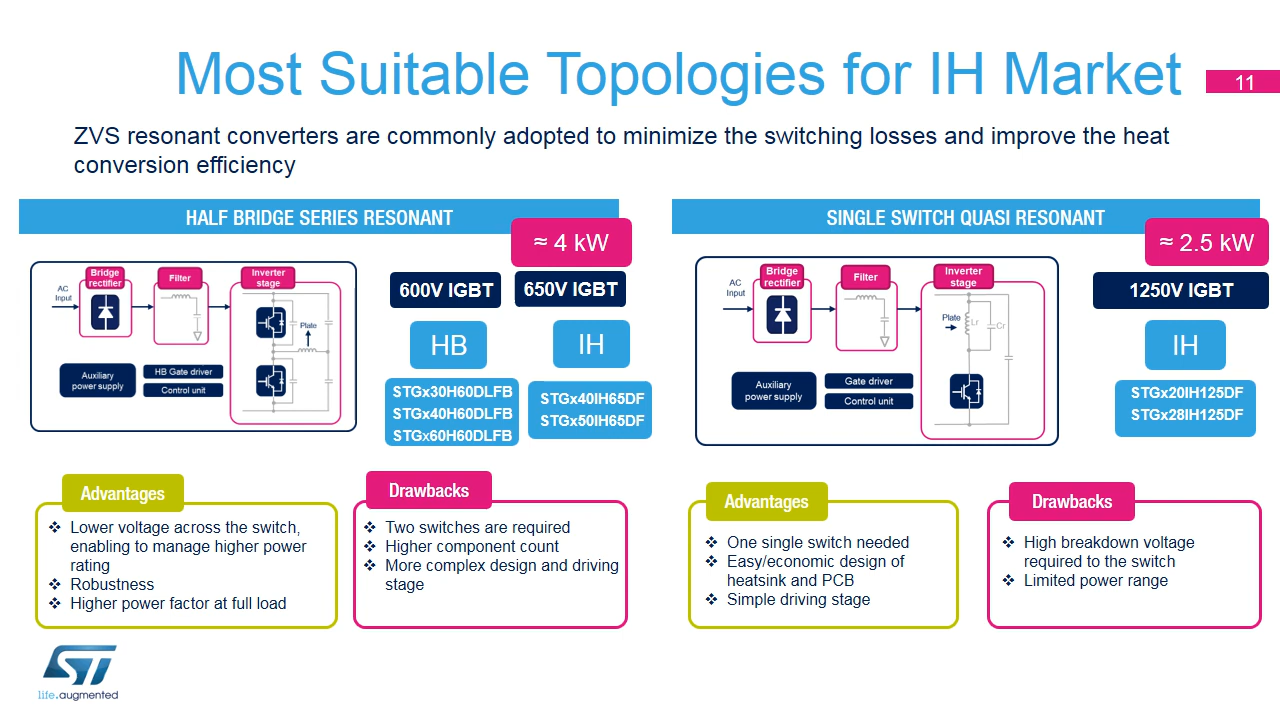 Most Suitable Topologies for IH Market
11
ZVS resonant converters are commonly adopted to minimize the switching losses and improve the heat
conversion efficiency
HALF BRIDGE SERIES RESONANT
≈ 4 kW
AC
Input
Bridge
rectifier
Filter
Inverter
stage
Plate
Auxiliary
power supply
HB Gate driver
Control unit
600V IGBT
650V IGBT
HB
IH
STGx30H60DLFB
STGx40H60DLFB
STGx60H60DLFB
STGx40IH65DF
STGx50IH65DF
Advantages
❖ Lower voltage across the switch,
enabling to manage higher power
rating
❖ Robustness
❖ Higher power factor at full load
Drawbacks
❖ Two switches are required
❖ Higher component count
❖ More complex design and driving
stage
SINGLE SWITCH QUASI RESONANT
≈ 2.5 kW
AC
Input
Bridge
rectifier
Filter
Inverter
stage
Plate
Lr
Cr
Auxiliary
power supply
Gate driver
Control unit
1250V IGBT
IH
STGx20IH125DF
STGx28IH125DF
Advantages
❖ One single switch needed
❖ Easy/economic design of
heatsink and PCB
❖ Simple driving stage
Drawbacks
❖ High breakdown voltage
required to the switch
❖ Limited power range
ST
life.augmented